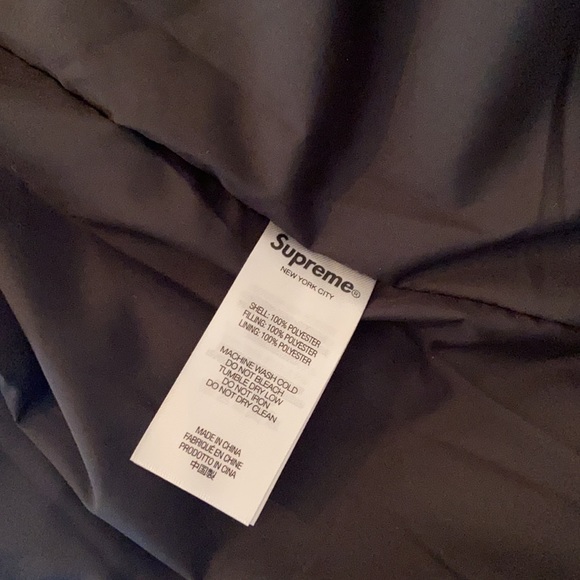 Supreme®
NEW YORK CITY
SHELL: 100% POLYESTER
FILLING: 100% POLYESTER
LINING: 100% POLYESTER
MACHINE WASH COLD
DO NOT BLEACH
TUMBLE DRY LOW
DO NOT IRON
DO NOT DRY CLEAN
MADE IN CHINA
FABRIQUÉ EN CHINE
PRODOTTO IN CINA
中国製